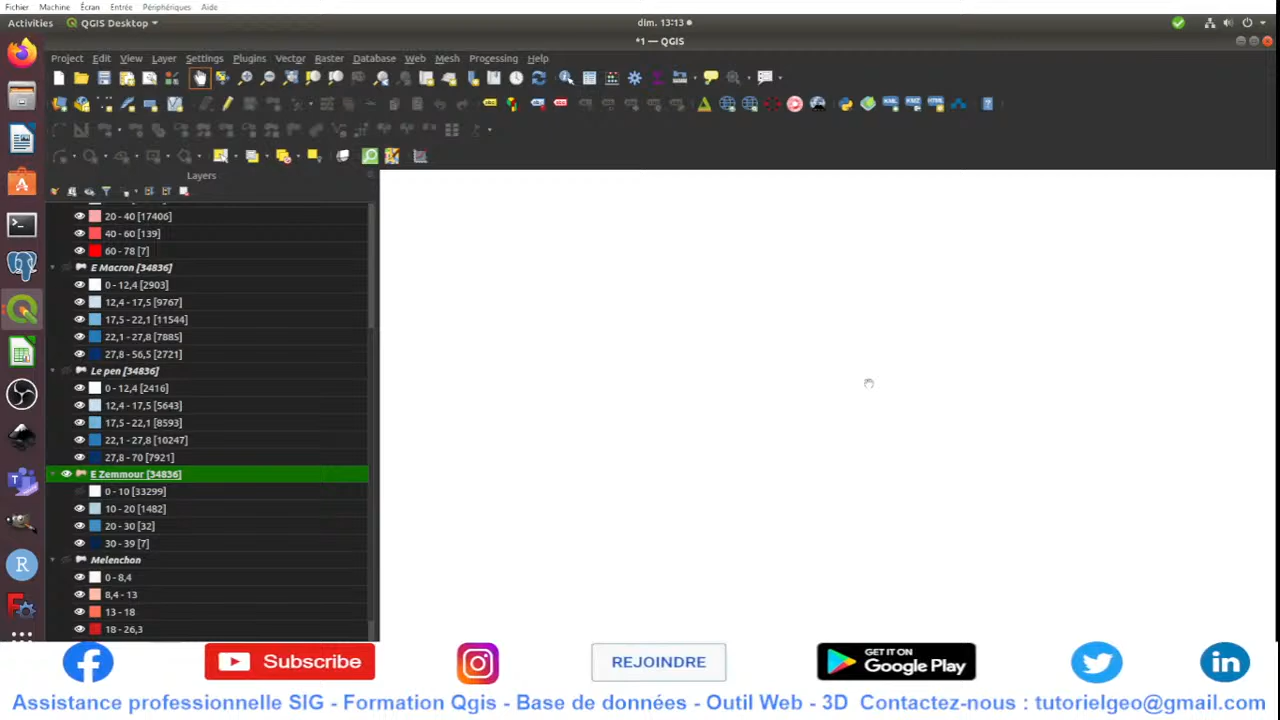 Fichier Machine Écran Entrée Périphériques Aide
Activities QGIS Desktop dim. 13:13
*1 — QGIS
Project Edit View Layer Settings Plugins Vector Raster Database Web Mesh Processing Help
Layers
20 - 40 [17406]
40 - 60 [139]
60 - 78 [7]
E Macron [34836]
0 - 12,4 [2903]
12,4 - 17,5 [9767]
17,5 - 22,1 [11544]
22,1 - 27,8 [7885]
27,8 - 56,5 [2721]
Le pen [34836]
0 - 12,4 [2416]
12,4 - 17,5 [5643]
17,5 - 22,1 [8593]
22,1 - 27,8 [10247]
27,8 - 70 [7921]
E Zemmour [34836]
0 - 10 [33299]
10 - 20 [1482]
20 - 30 [32]
30 - 39 [7]
Melenchon
0 - 8,4
8,4 - 13
13 - 18
18 - 26,3
Subscribe REJOINDRE GET IT ON Google Play
Assistance professionnelle SIG - Formation Qgis - Base de données - Outil Web - 3D Contactez-nous : tutorielgeo@gmail.com